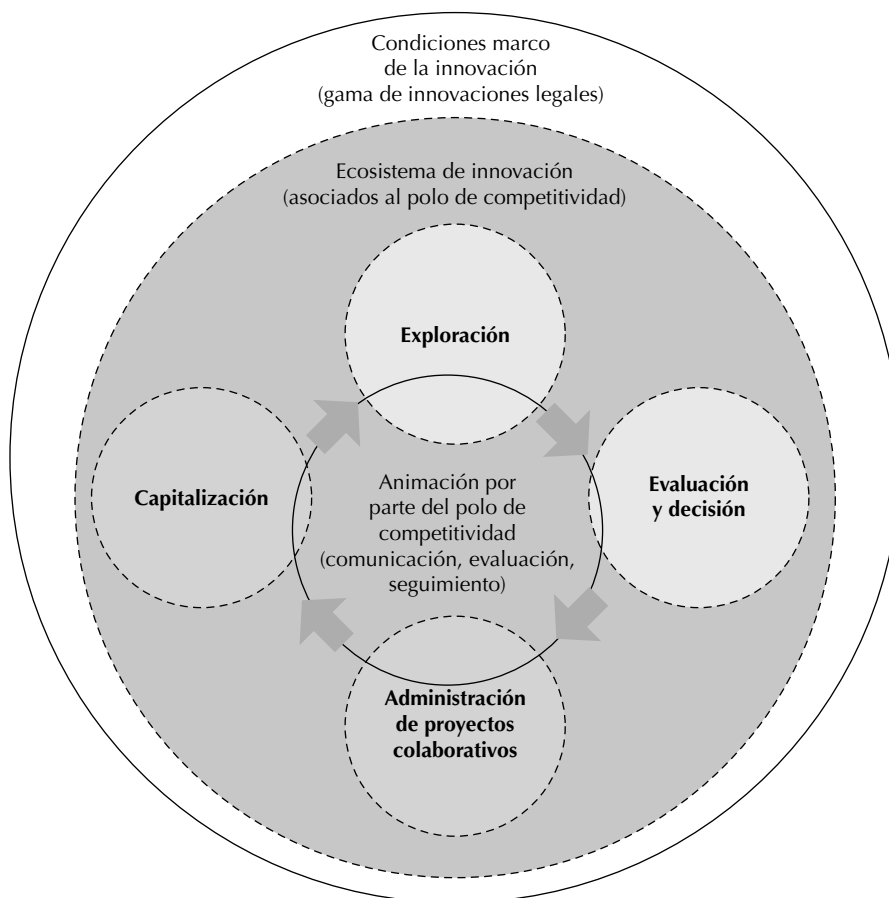 Condiciones marco
de la innovación
(gama de innovaciones legales)
Ecosistema de innovación
(asociados al polo de competitividad)
Exploración
Capitalización
Animación por
parte del polo de
competitividad
(comunicación, evaluación,
seguimiento)
Evaluación
y decisión
Administración
de proyectos
colaborativos